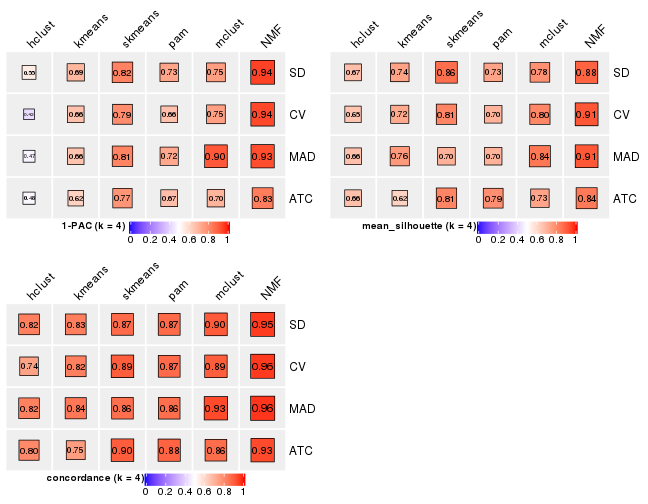 hclust kmeans skmeans pam mclust NMF
0.55 0.69 0.82 0.73 0.75 0.94 SD
0.66 0.79 0.66 0.75 0.94 CV
0.47 0.66 0.81 0.72 0.90 0.93 MAD
0.48 0.62 0.77 0.67 0.70 0.83 ATC
1-PAC (k = 4)
0 0.2 0.4 0.6 0.8 1
hclust kmeans skmeans pam mclust NMF
0.67 0.74 0.86 0.73 0.78 0.88 SD
0.72 0.81 0.70 0.80 0.91 CV
0.66 0.76 0.70 0.70 0.84 0.91 MAD
0.66 0.62 0.81 0.79 0.73 0.84 ATC
mean_silhouette (k = 4)
0 0.2 0.4 0.6 0.8 1
hclust kmeans skmeans pam mclust NMF
0.82 0.83 0.87 0.87 0.90 0.95 SD
0.74 0.82 0.89 0.87 0.89 0.96 CV
0.82 0.84 0.86 0.86 0.93 0.96 MAD
0.80 0.75 0.90 0.88 0.86 0.93 ATC
concordance (k = 4)
0 0.2 0.4 0.6 0.8 1